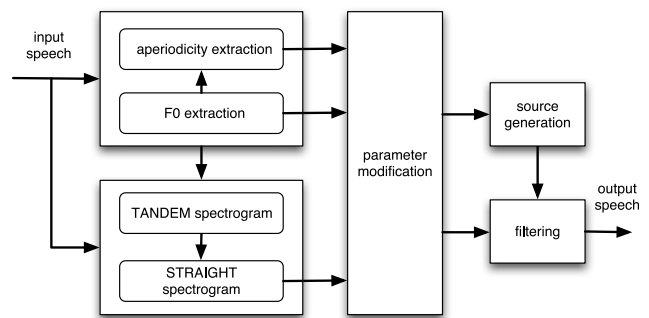 input
speech
aperiodicity extraction
F0 extraction
TANDEM spectrogram
STRAIGHT
spectrogram
parameter
modification
source
generation
filtering
output
speech